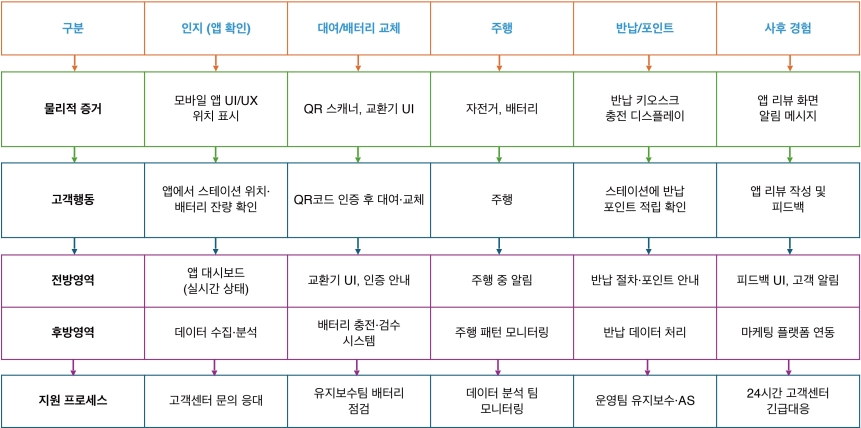 구분
인지 (앱 확인)
대여/배터리 교체
주행
반납/포인트
사후 경험
물리적 증거
모바일 앱 UI/UX
위치 표시
QR 스캐너, 교환기 UI
자전거, 배터리
반납 키오스크
충전 디스플레이
앱 리뷰 화면
알림 메시지
고객행동
앱에서 스테이션 위치·
배터리 잔량 확인
QR코드 인증 후 대여·교체
주행
스테이션에 반납
포인트 적립 확인
앱 리뷰 작성 및
피드백
전방영역
앱 대시보드
(실시간 상태)
교환기 UI, 인증 안내
주행 중 알림
반납 절차·포인트 안내
피드백 UI, 고객 알림
후방영역
데이터 수집·분석
배터리 충전·검수
시스템
주행 패턴 모니터링
반납 데이터 처리
마케팅 플랫폼 연동
지원 프로세스
고객센터 문의 응대
유지보수팀 배터리
점검
데이터 분석 팀
모니터링
운영팀 유지보수·AS
24시간 고객센터
긴급대응